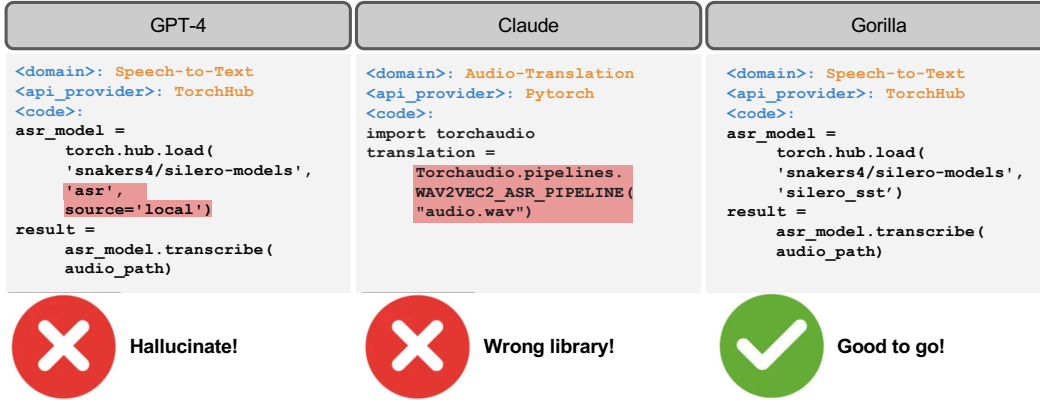 GPT-4
<domain>: Speech-to-Text
<api_provider>: TorchHub
<code>:
asr_model =
torch.hub.load(
'snakers4/silero-models',
'asr',
source='local')
result =
asr_model.transcribe(
audio_path)
Hallucinate!
Claude
<domain>: Audio-Translation
<api_provider>: Pytorch
<code>:
import torchaudio
translation =
Torchaudio.pipelines.
WAV2VEC2_ASR_PIPELINE(
"audio.wav")
Wrong library!
Gorilla
<domain>: Speech-to-Text
<api_provider>: TorchHub
<code>:
asr_model =
torch.hub.load(
'snakers4/silero-models',
'silero_sst’)
result =
asr_model.transcribe(
audio_path)
Good to go!